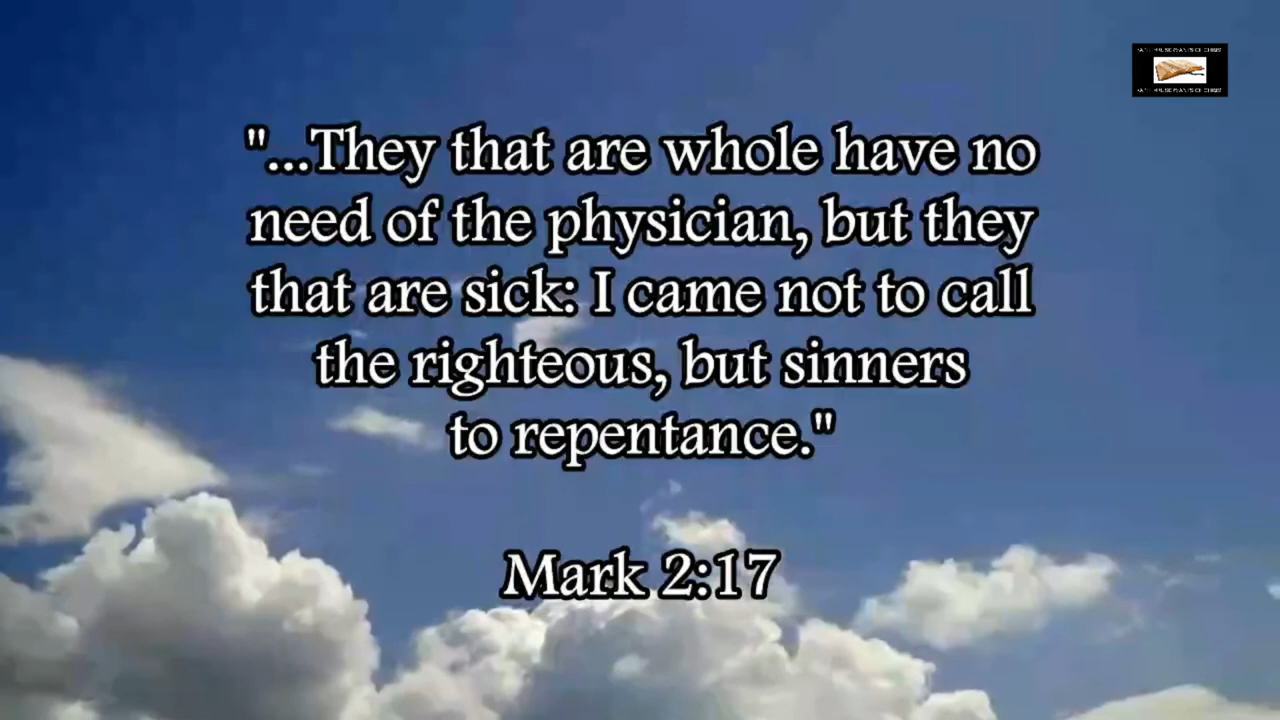 "...They that are whole have no
need of the physician, but they
that are sick: I came not to call
the righteous, but sinners
to repentance."
Mark 2:17